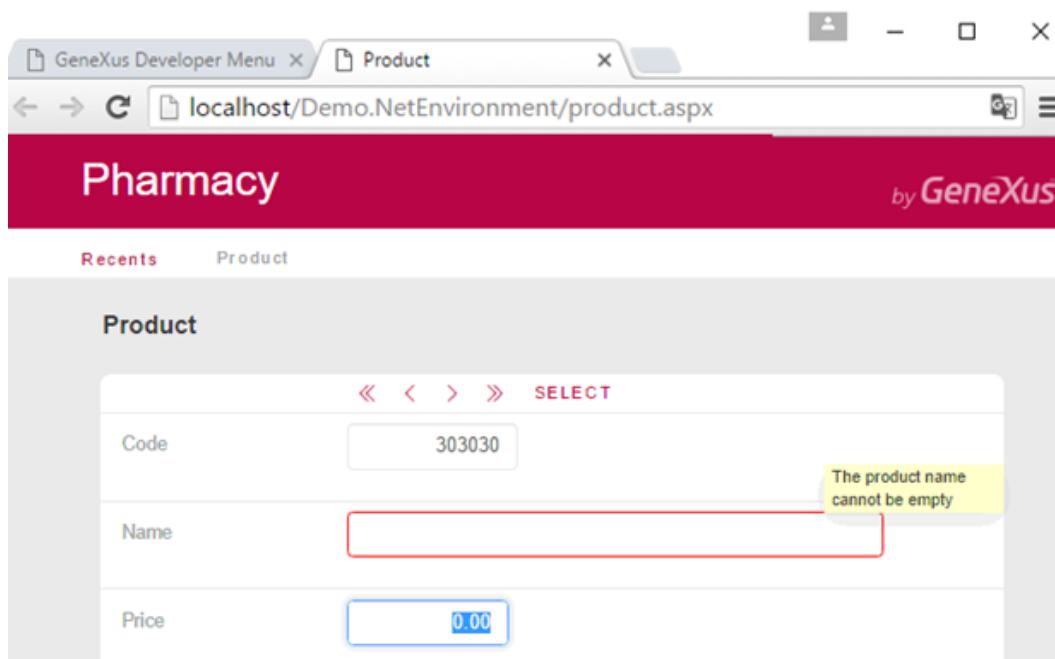 GeneXus Developer Menu Product
localhost/Demo.NetEnvironment/product.aspx
Pharmacy
by GeneXus
Recents Product
Product
SELECT
Code 303030
The product name
cannot be empty
Name
Price 0.00